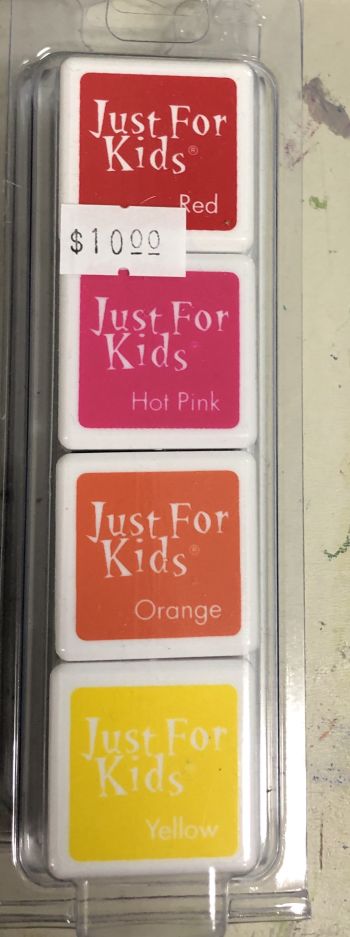 Just For
Kids®
Red
$10.00
Just For
Kids
Hot Pink
Just For
Kids®
Orange
Just For
Kids
Yellow